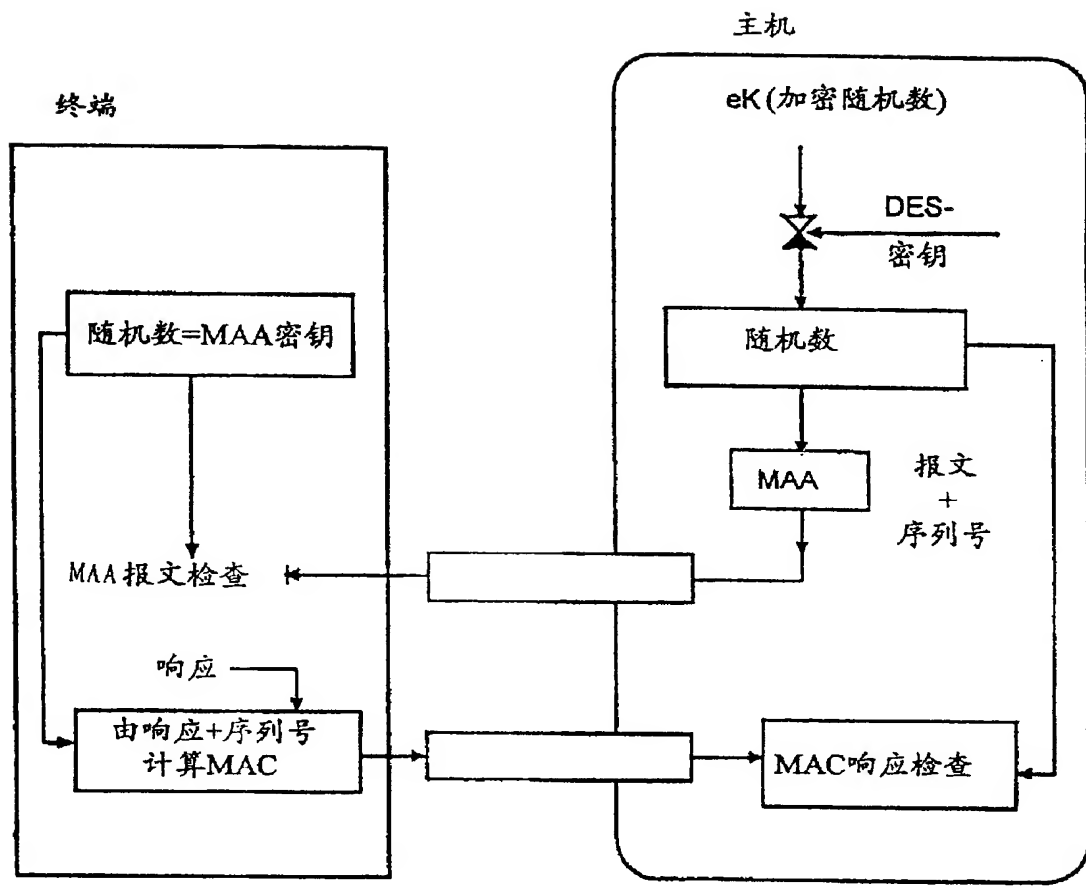 主机
终端
eK(加密随机数)
DES-
密钥
随机数=MAA密钥
随机数
MAA
报文
+
序列号
MAA报文检查
响应
由响应+序列号
计算MAC
MAC响应检查